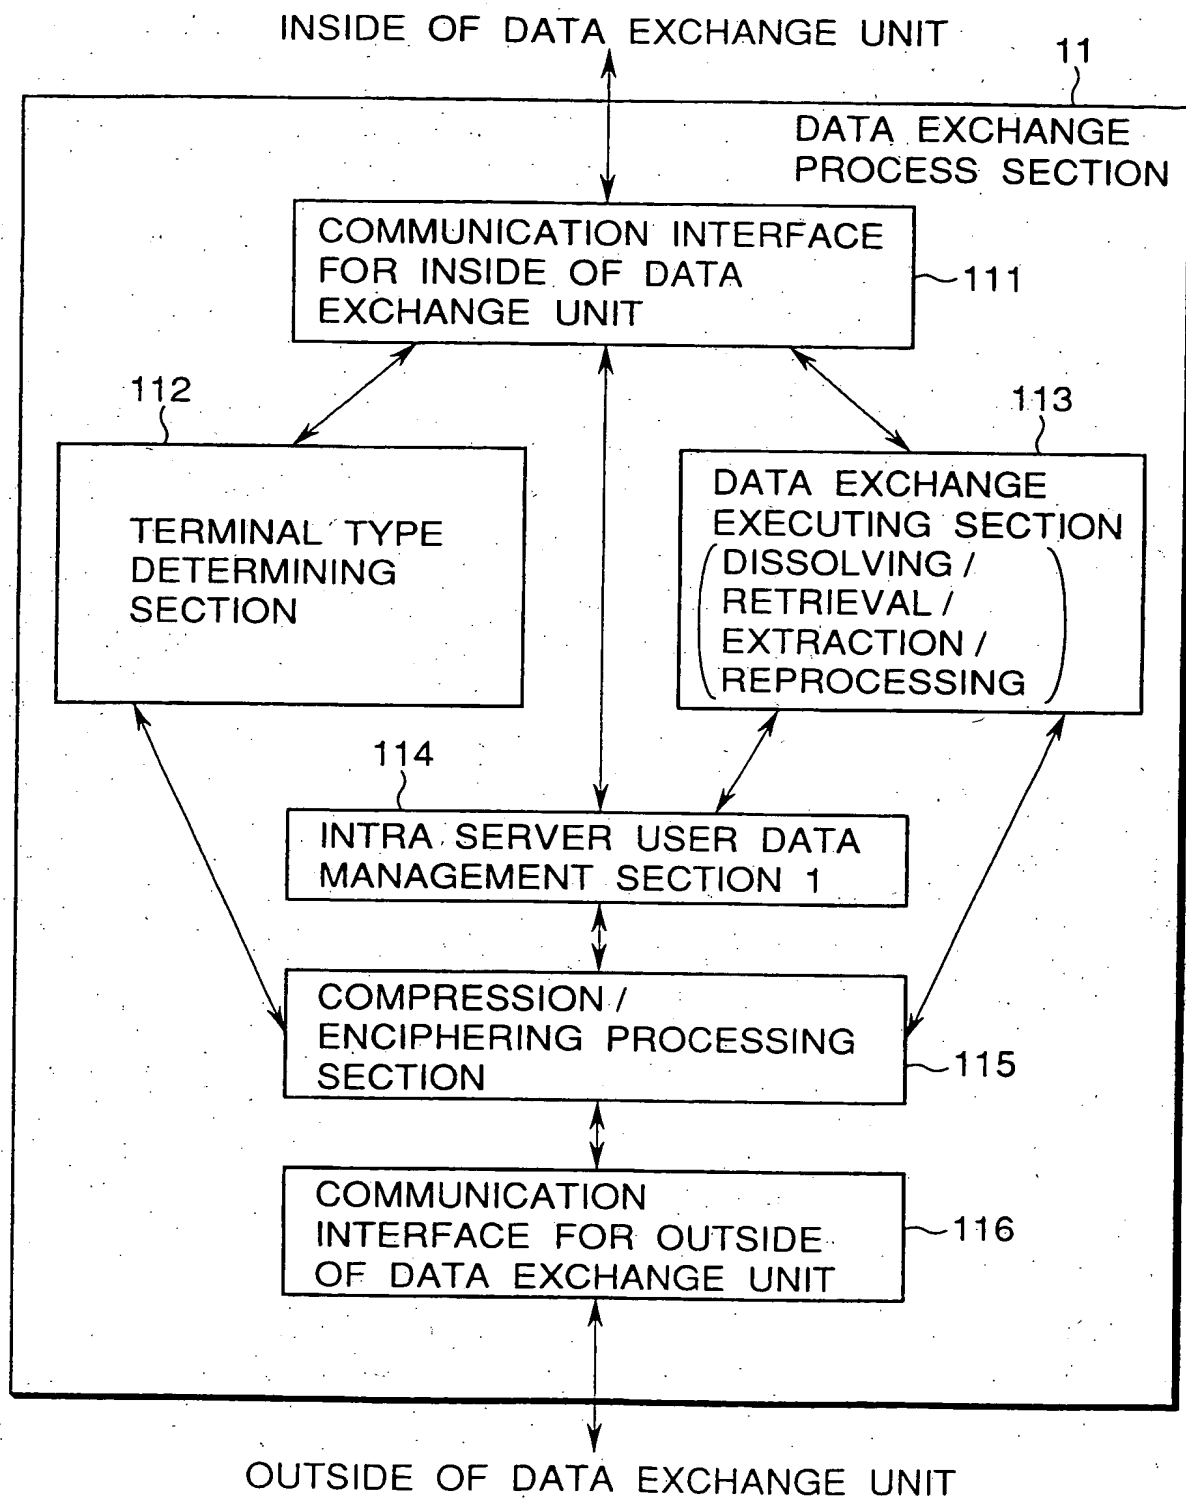 INSIDE OF DATA EXCHANGE UNIT
11
DATA EXCHANGE
PROCESS SECTION
COMMUNICATION INTERFACE
FOR INSIDE OF DATA
EXCHANGE UNIT
111
112
TERMINAL TYPE
DETERMINING
SECTION
113
DATA EXCHANGE
EXECUTING SECTION
(DISSOLVING /
RETRIEVAL /
EXTRACTION /
REPROCESSING)
114
INTRA SERVER USER DATA
MANAGEMENT SECTION 1
COMPRESSION /
ENCIPHERING PROCESSING
SECTION
115
COMMUNICATION
INTERFACE FOR OUTSIDE
OF DATA EXCHANGE UNIT
116
OUTSIDE OF DATA EXCHANGE UNIT